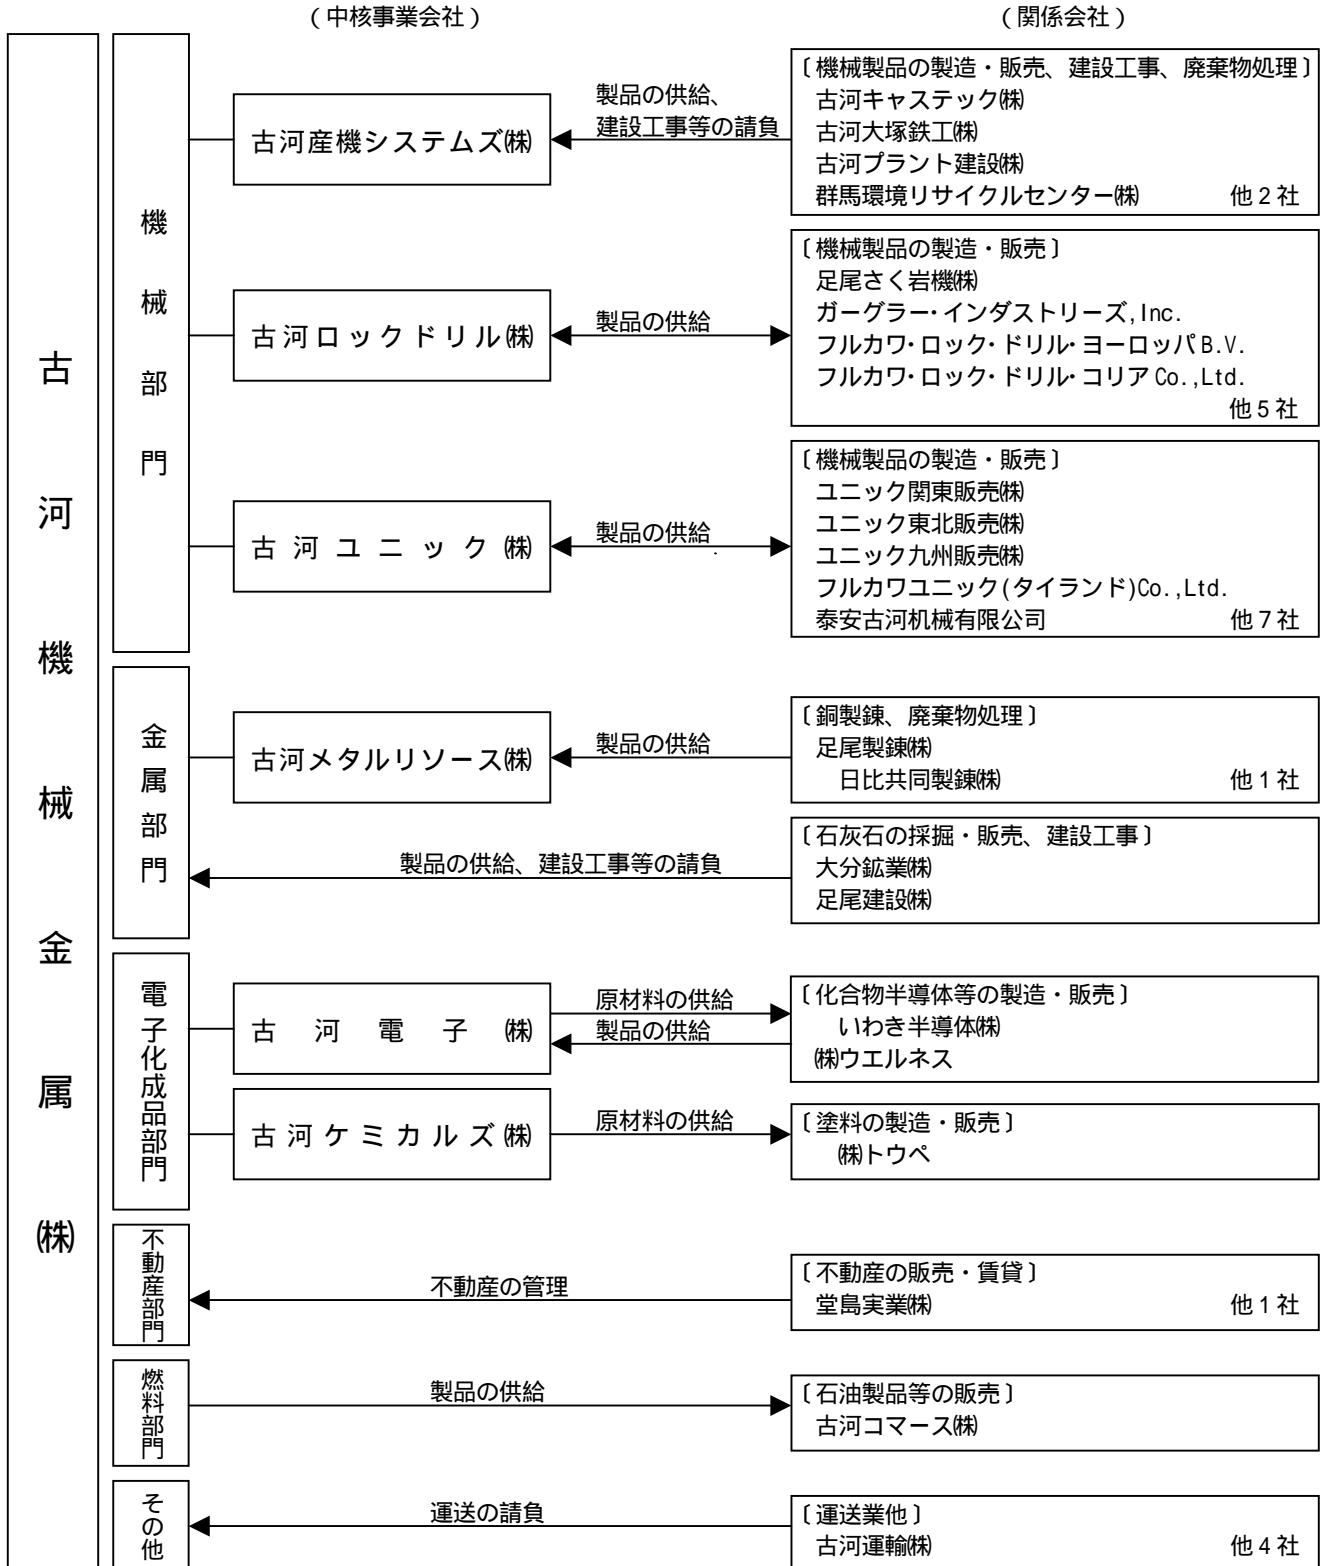 （中核事業会社）
（関係会社）
古河機械金属㈱
機械部門
古河産機システムズ㈱
製品の供給、
建設工事等の請負
〔機械製品の製造・販売、建設工事、廃棄物処理〕
古河キャステック㈱
古河大塚鉄工㈱
古河プラント建設㈱
群馬環境リサイクルセンター㈱ 他２社
古河ロックドリル㈱
製品の供給
〔機械製品の製造・販売〕
足尾さく岩機㈱
ガーグラー・インダストリーズ,Inc.
フルカワ・ロック・ドリル・ヨーロッパB.V.
フルカワ・ロック・ドリル・コリアCo.,Ltd.
他５社
古河ユニック㈱
製品の供給
〔機械製品の製造・販売〕
ユニック関東販売㈱
ユニック東北販売㈱
ユニック九州販売㈱
フルカワユニック(タイランド)Co.,Ltd.
泰安古河机械有限公司 他７社
金属部門
古河メタルリソース㈱
製品の供給
〔銅製錬、廃棄物処理〕
足尾製錬㈱
日比共同製錬㈱ 他１社
製品の供給、建設工事等の請負
〔石灰石の採掘・販売、建設工事〕
大分鉱業㈱
足尾建設㈱
電子化成品部門
古河電子㈱
原材料の供給
製品の供給
〔化合物半導体等の製造・販売〕
いわき半導体㈱
㈱ウエルネス
古河ケミカルズ㈱
原材料の供給
〔塗料の製造・販売〕
㈱トウペ
不動産部門
不動産の管理
〔不動産の販売・賃貸〕
堂島実業㈱ 他１社
燃料部門
製品の供給
〔石油製品等の販売〕
古河コマース㈱
その他
運送の請負
〔運送業他〕
古河運輸㈱ 他４社